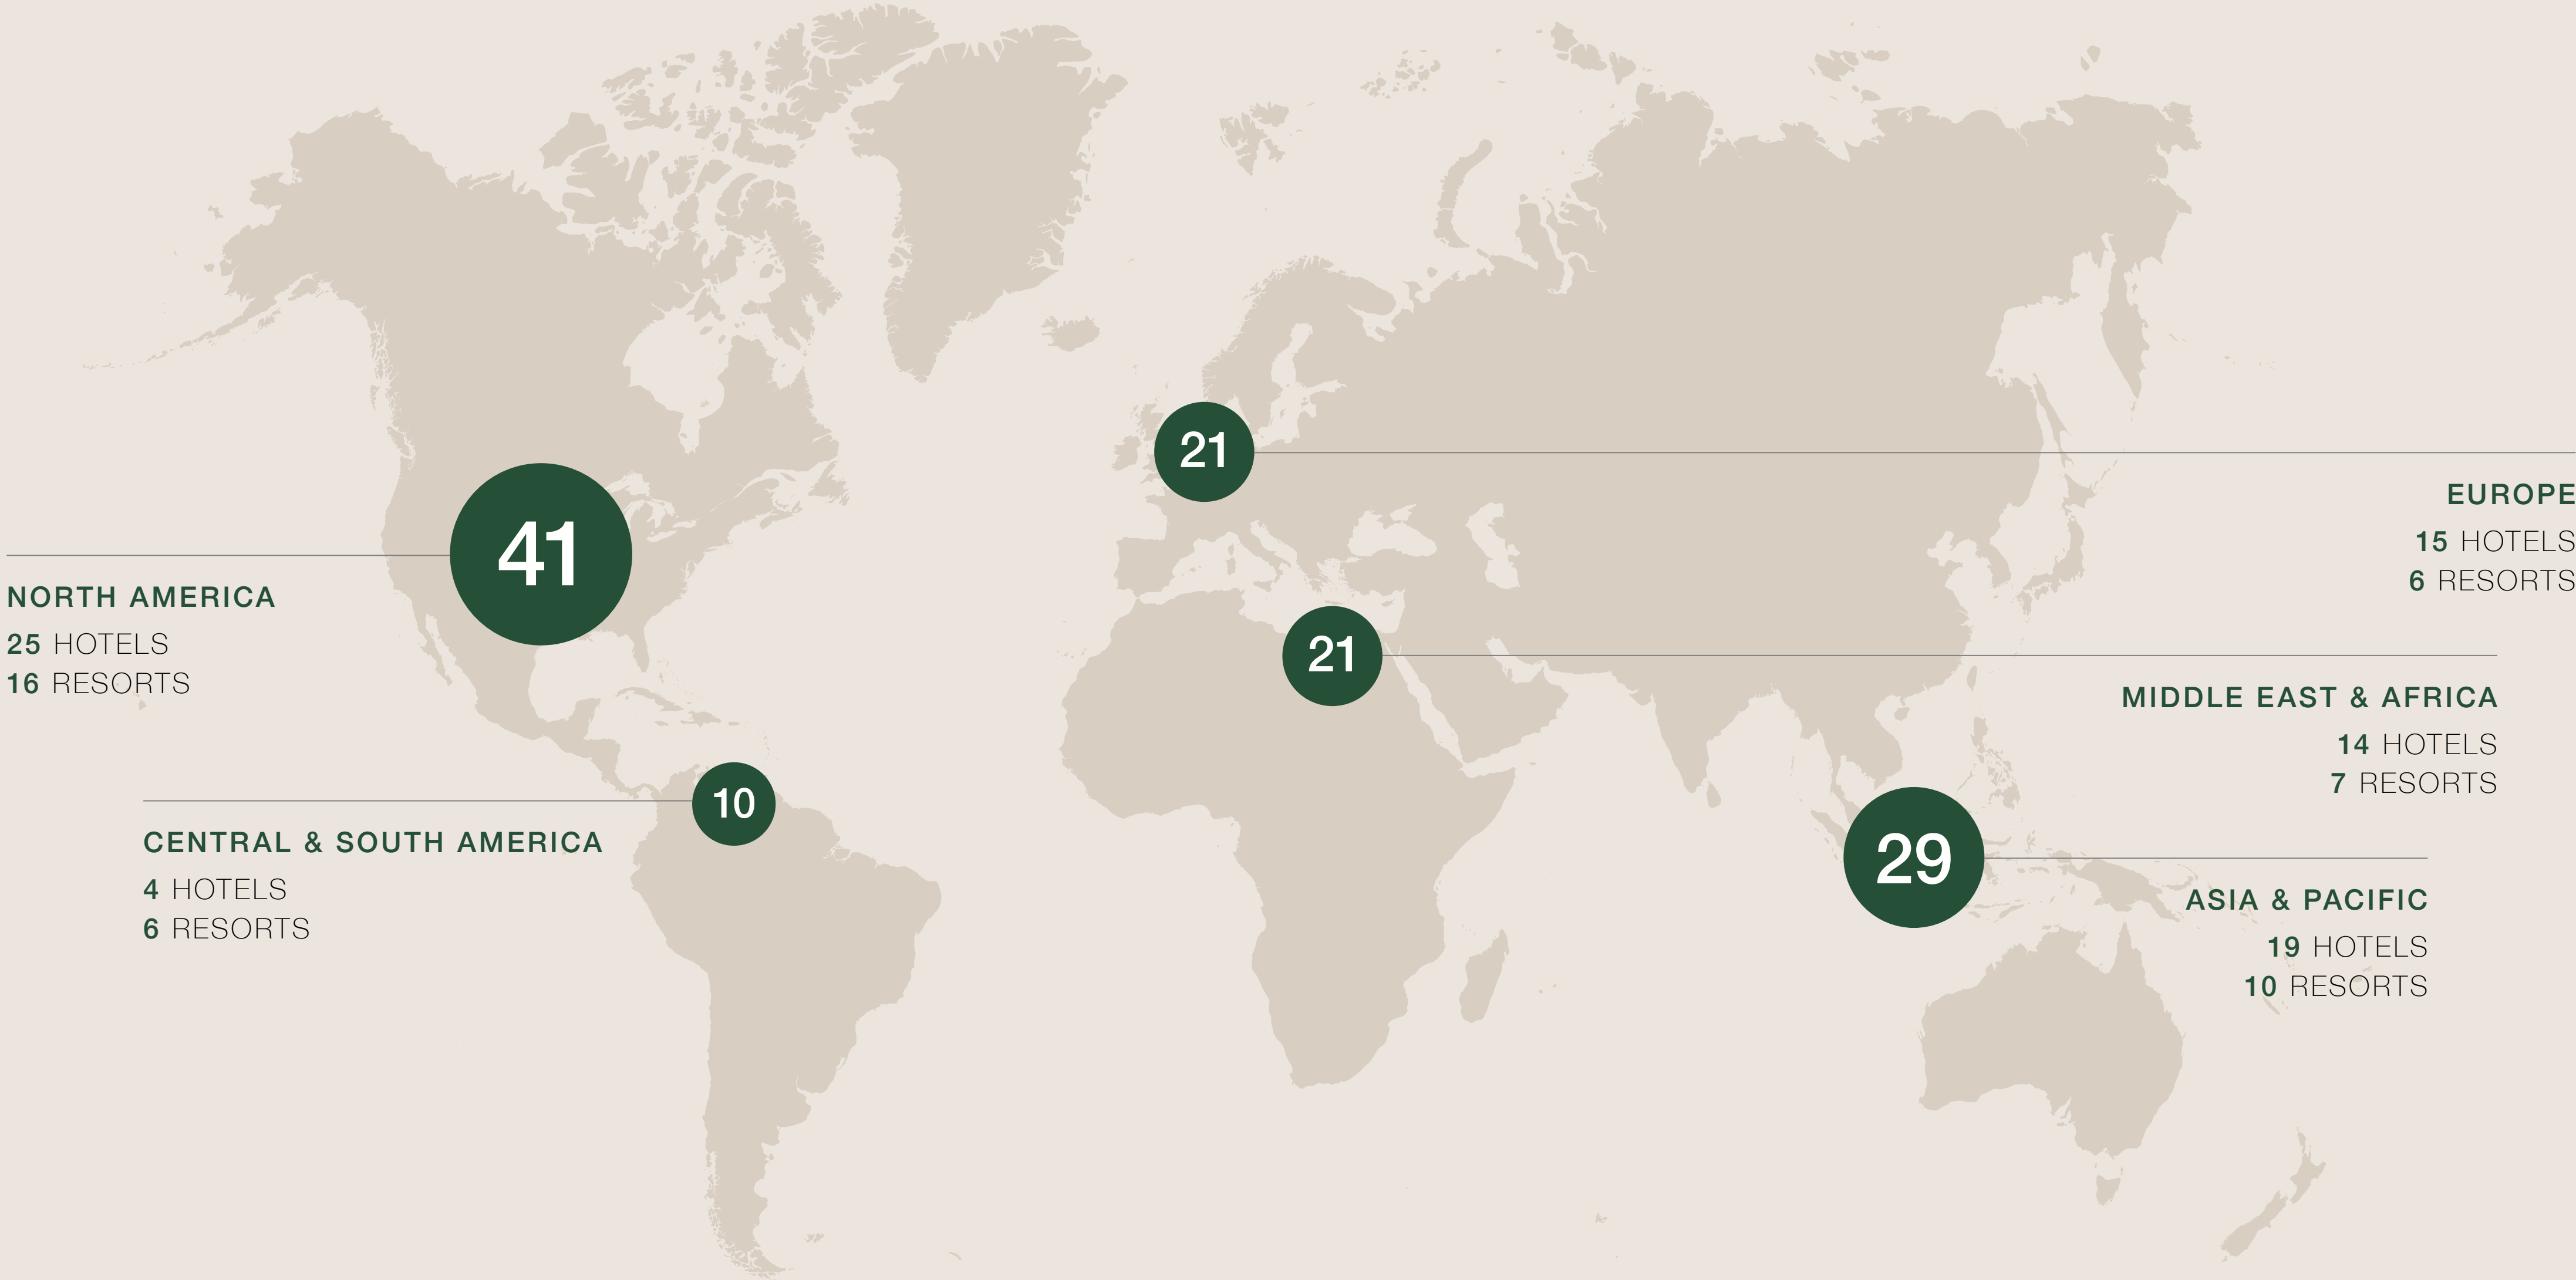 41
NORTH AMERICA
25 HOTELS
16 RESORTS
10
CENTRAL & SOUTH AMERICA
4 HOTELS
6 RESORTS
21
EUROPE
15 HOTELS
6 RESORTS
21
MIDDLE EAST & AFRICA
14 HOTELS
7 RESORTS
29
ASIA & PACIFIC
19 HOTELS
10 RESORTS